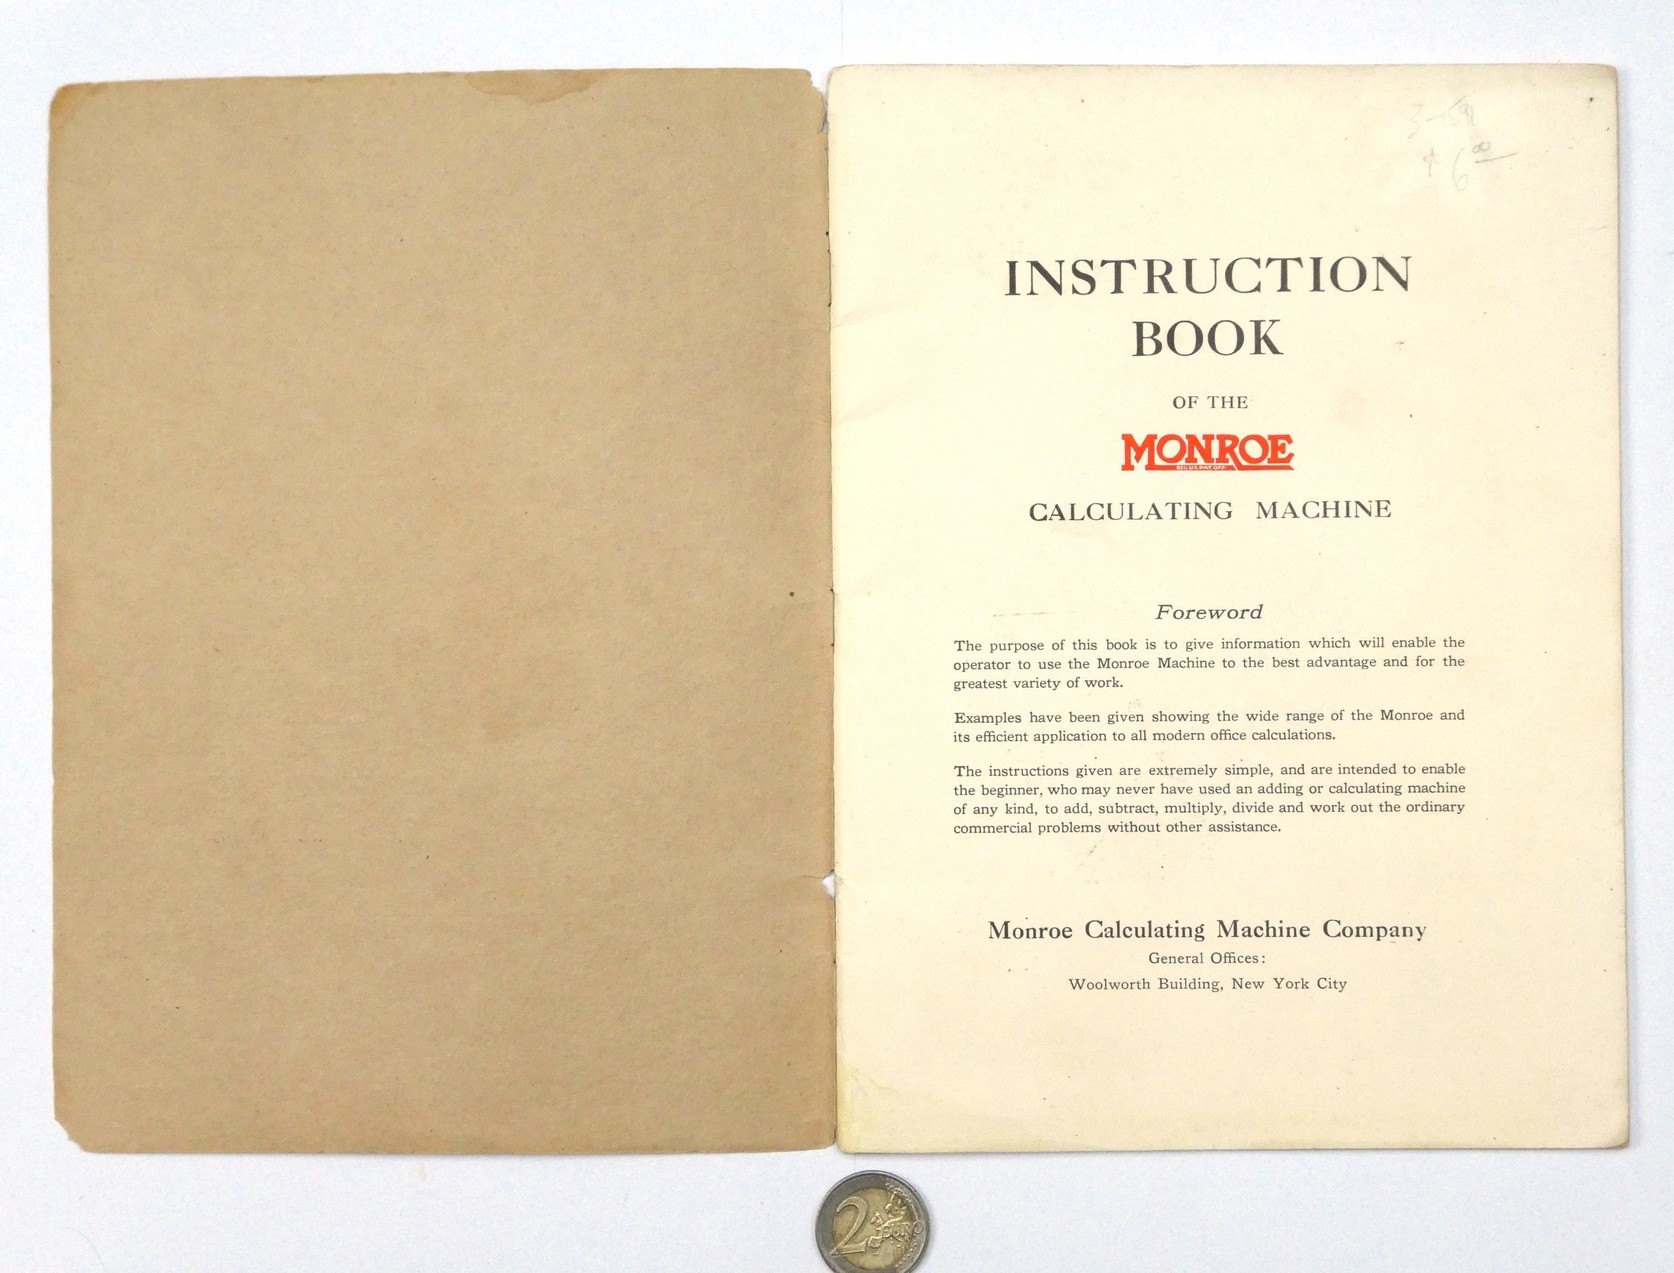 $6.00
INSTRUCTION
BOOK
OF THE
MONROE
REG. U.S. PAT. OFF.
CALCULATING MACHINE
Foreword
The purpose of this book is to give information which will enable the
operator to use the Monroe Machine to the best advantage and for the
greatest variety of work.
Examples have been given showing the wide range of the Monroe and
its efficient application to all modern office calculations.
The instructions given are extremely simple, and are intended to enable
the beginner, who may never have used an adding or calculating machine
of any kind, to add, subtract, multiply, divide and work out the ordinary
commercial problems without other assistance.
Monroe Calculating Machine Company
General Offices:
Woolworth Building, New York City
2 EURO